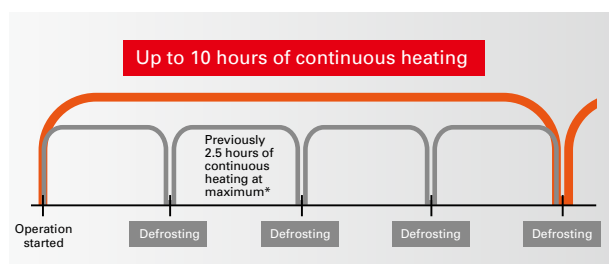 Up to 10 hours of continuous heating
Previously
2.5 hours of
continuous
heating at
maximum*
Operation
started
Defrosting
Defrosting
Defrosting
Defrosting